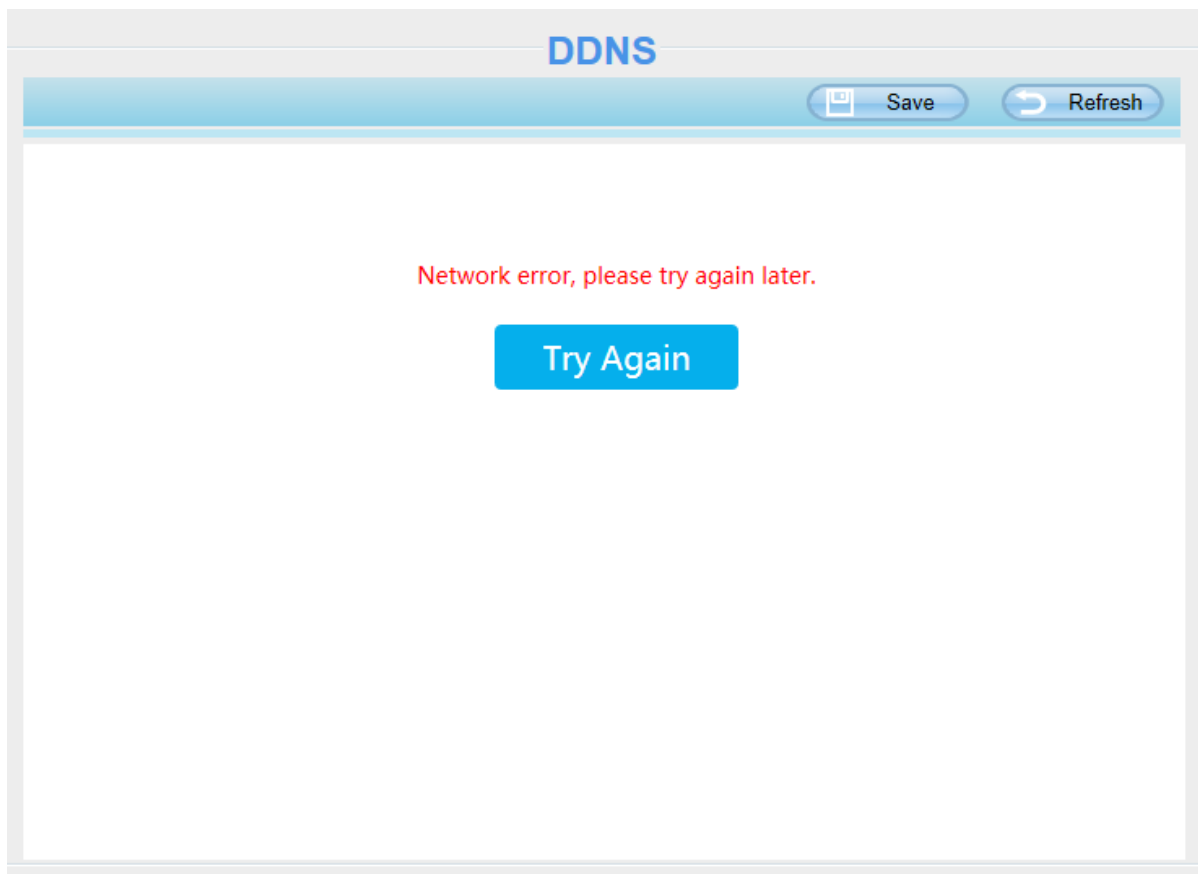 DDNS
Save Refresh
Network error, please try again later.
Try Again